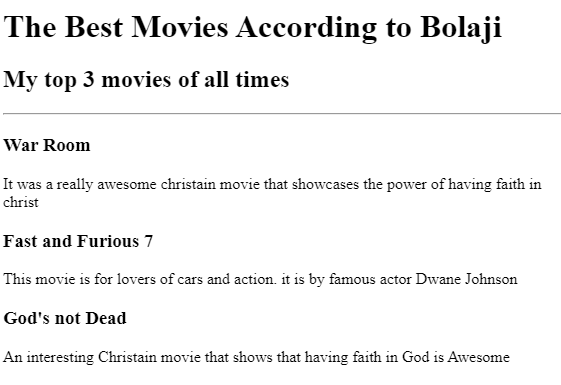 The Best Movies According to Bolaji
My top 3 movies of all times
War Room
It was a really awesome christain movie that showcases the power of having faith in
christ
Fast and Furious 7
This movie is for lovers of cars and action. it is by famous actor Dwane Johnson
God's not Dead
An interesting Christain movie that shows that having faith in God is Awesome